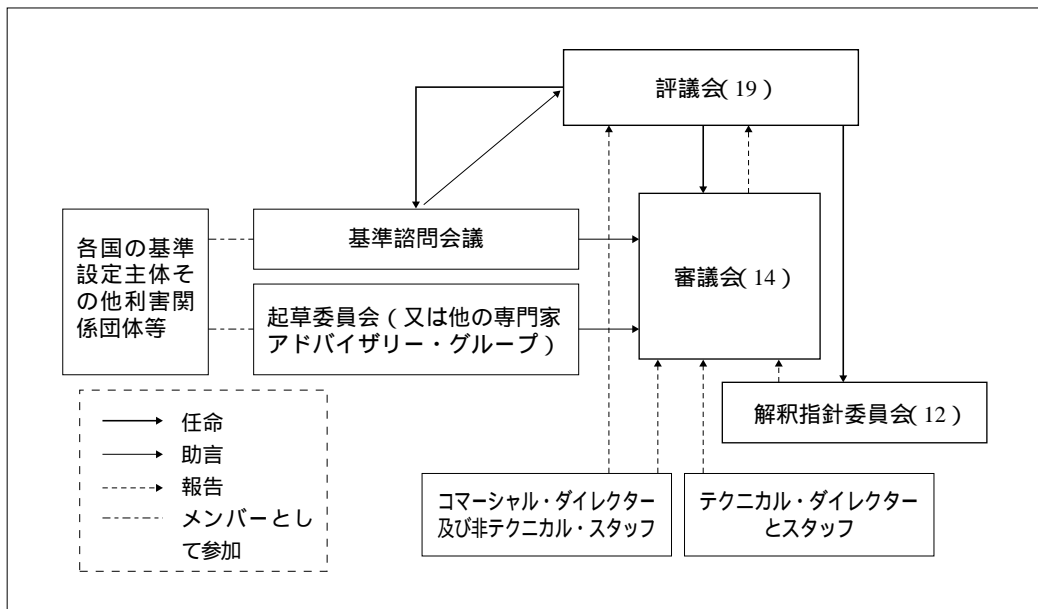 評議会(19)
各国の基準
設定主体そ
の他利害関
係団体等
基準諮問会議
審議会(14)
起草委員会(又は他の専門家
アドバイザリー・グループ)
解釈指針委員会(12)
任命
助言
報告
メンバーとし
て参加
コマーシャル・ダイレクター
及び非テクニカル・スタッフ
テクニカル・ダイレクター
とスタッフ